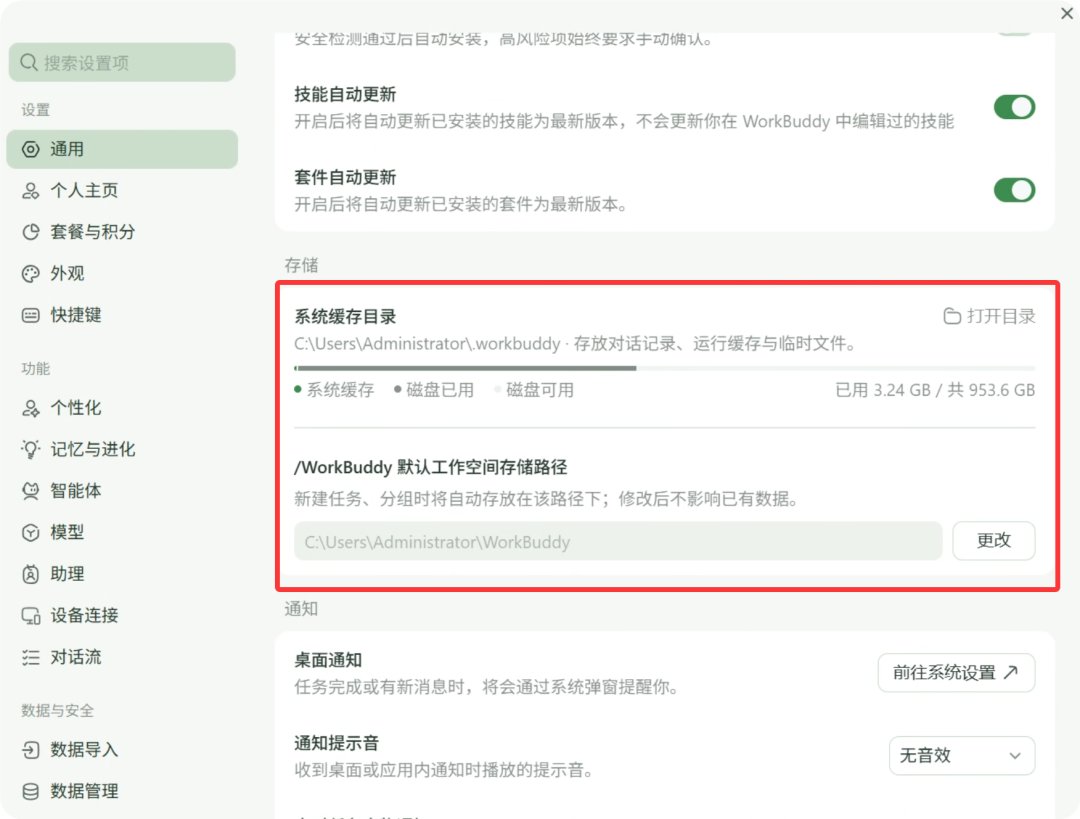 搜索设置项
设置
通用
个人主页
套餐与积分
外观
快捷键
功能
个性化
记忆与进化
智能体
模型
助理
设备连接
对话流
数据与安全
数据导入
数据管理
安全检测通过后自动安装，高风险项始终要求手动确认。
技能自动更新
开启后将自动更新已安装的技能为最新版本，不会更新你在 WorkBuddy 中编辑过的技能
套件自动更新
开启后将自动更新已安装的套件为最新版本。
存储
系统缓存目录
打开目录
C:\Users\Administrator\.workbuddy · 存放对话记录、运行缓存与临时文件。
系统缓存 磁盘已用 磁盘可用 已用 3.24 GB / 共 953.6 GB
/WorkBuddy 默认工作空间存储路径
新建任务、分组时将自动存放在该路径下；修改后不影响已有数据。
C:\Users\Administrator\WorkBuddy
更改
通知
桌面通知
任务完成或有新消息时，将会通过系统弹窗提醒你。
前往系统设置
通知提示音
收到桌面或应用内通知时播放的提示音。
无音效